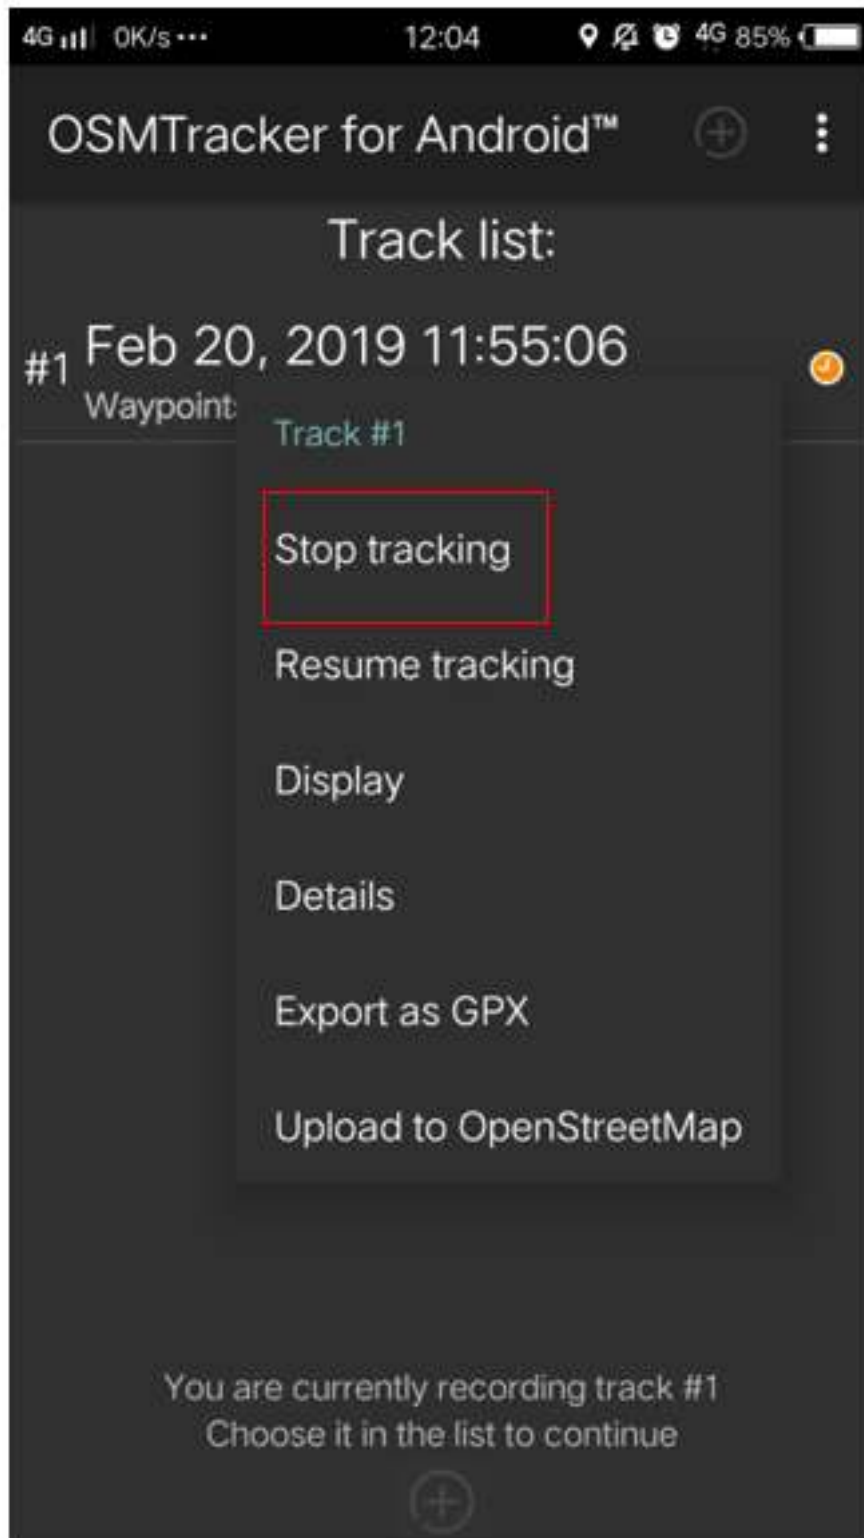 4G 0K/s ··· 12:04 4G 85%
OSMTracker for Android™
Track list:
#1 Feb 20, 2019 11:55:06
Waypoint
Track #1
Stop tracking
Resume tracking
Display
Details
Export as GPX
Upload to OpenStreetMap
You are currently recording track #1
Choose it in the list to continue